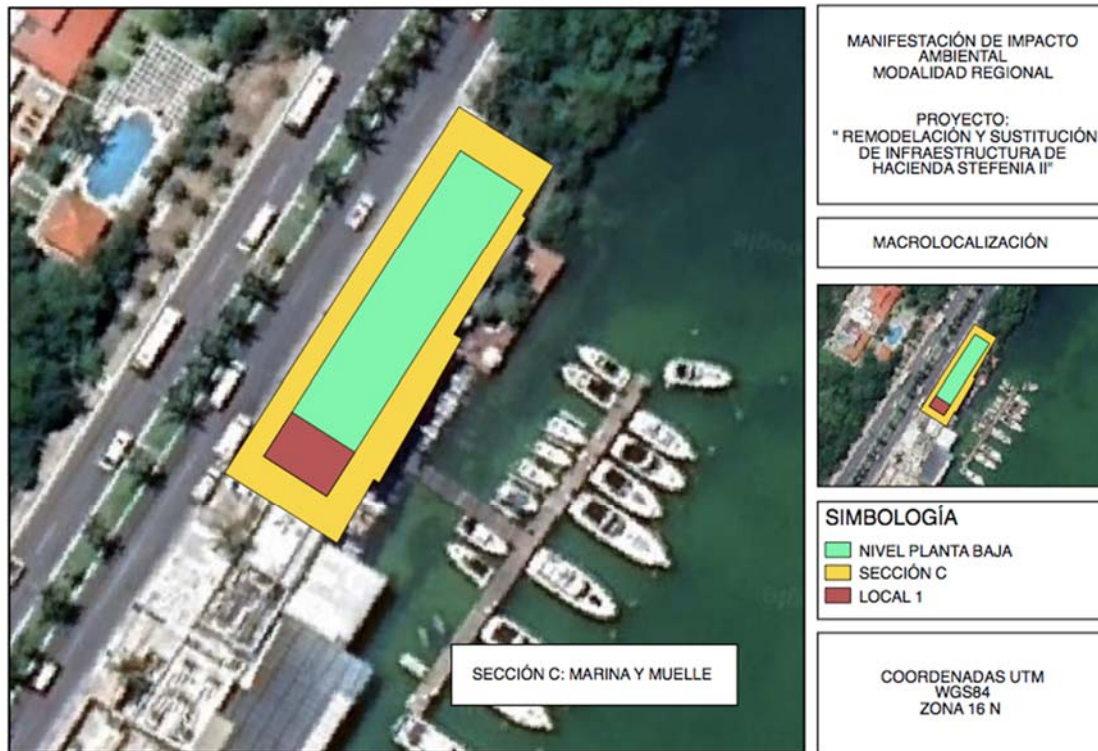 MANIFESTACIÓN DE IMPACTO
AMBIENTAL
MODALIDAD REGIONAL
PROYECTO:
" REMODELACIÓN Y SUSTITUCIÓN
DE INFRAESTRUCTURA DE
HACIENDA STEFENIA II"
MACROLOCALIZACIÓN
SIMBOLOGÍA
NIVEL PLANTA BAJA
SECCIÓN C
LOCAL 1
SECCIÓN C: MARINA Y MUELLE
COORDENADAS UTM
WGS84
ZONA 16 N